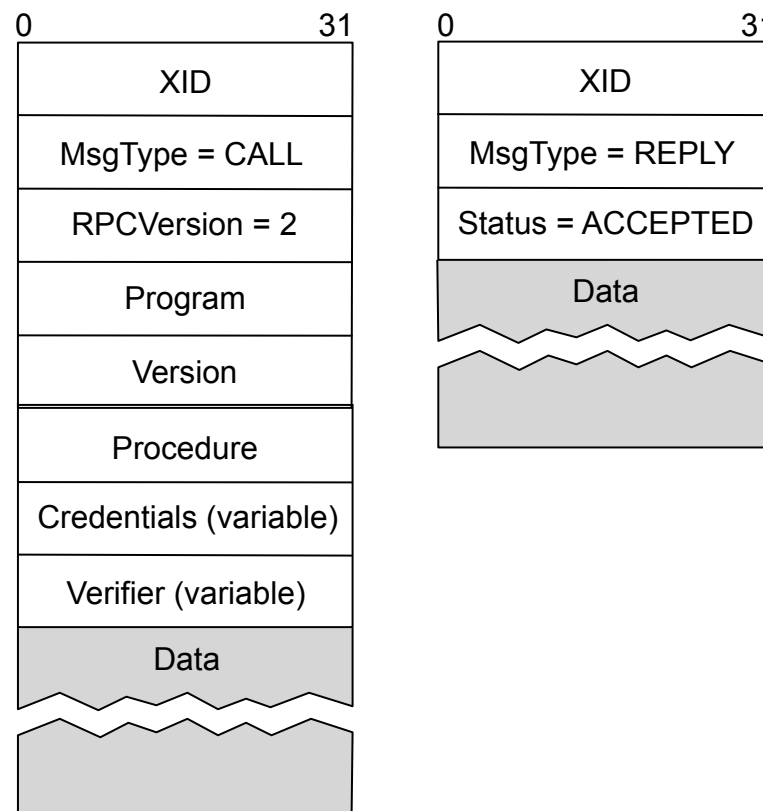 0 31
XID
MsgType = CALL
RPCVersion = 2
Program
Version
Procedure
Credentials (variable)
Verifier (variable)
Data
0 31
XID
MsgType = REPLY
Status = ACCEPTED
Data